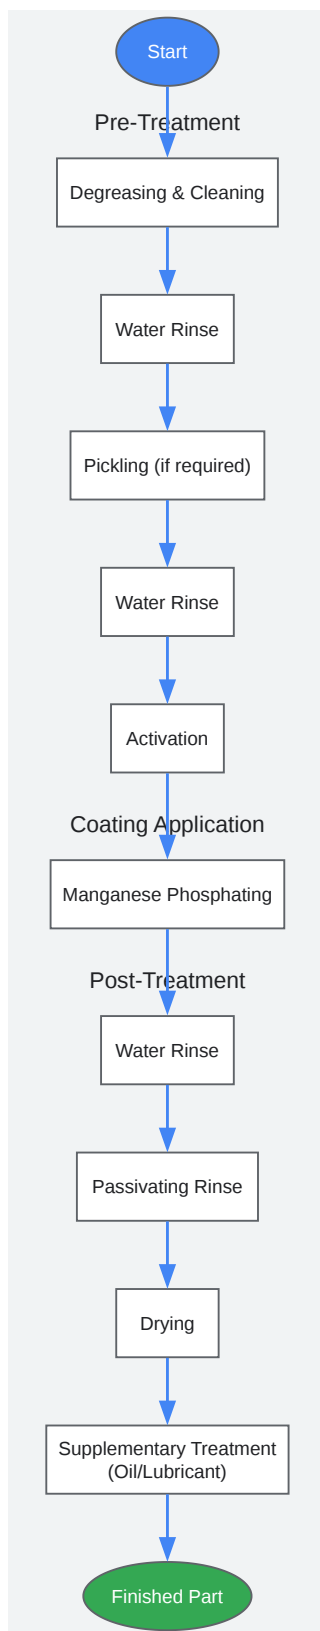 Start
Pre-Treatment
Degreasing & Cleaning
Water Rinse
Pickling (if required)
Water Rinse
Activation
Coating Application
Manganese Phosphating
Post-Treatment
Water Rinse
Passivating Rinse
Drying
Supplementary Treatment
(Oil/Lubricant)
Finished Part